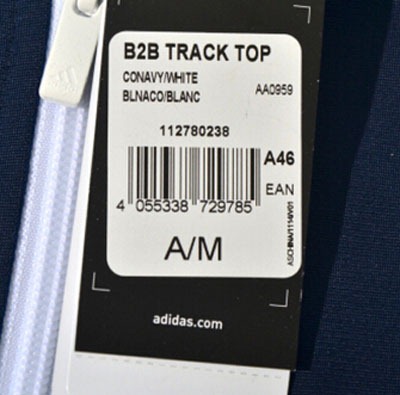 B2B TRACK TOP
CONAVY/WHITE
BLNACO/BLANC
AA0959
112780238
A46
EAN
4 055338 729785
A/M
adidas.com